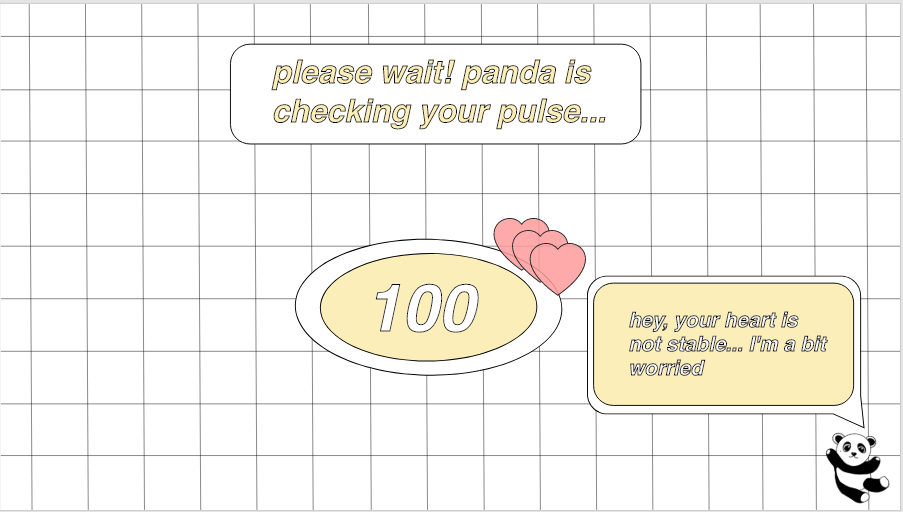 please wait! panda is
checking your pulse...
100
hey, your heart is
not stable... I'm a bit
worried